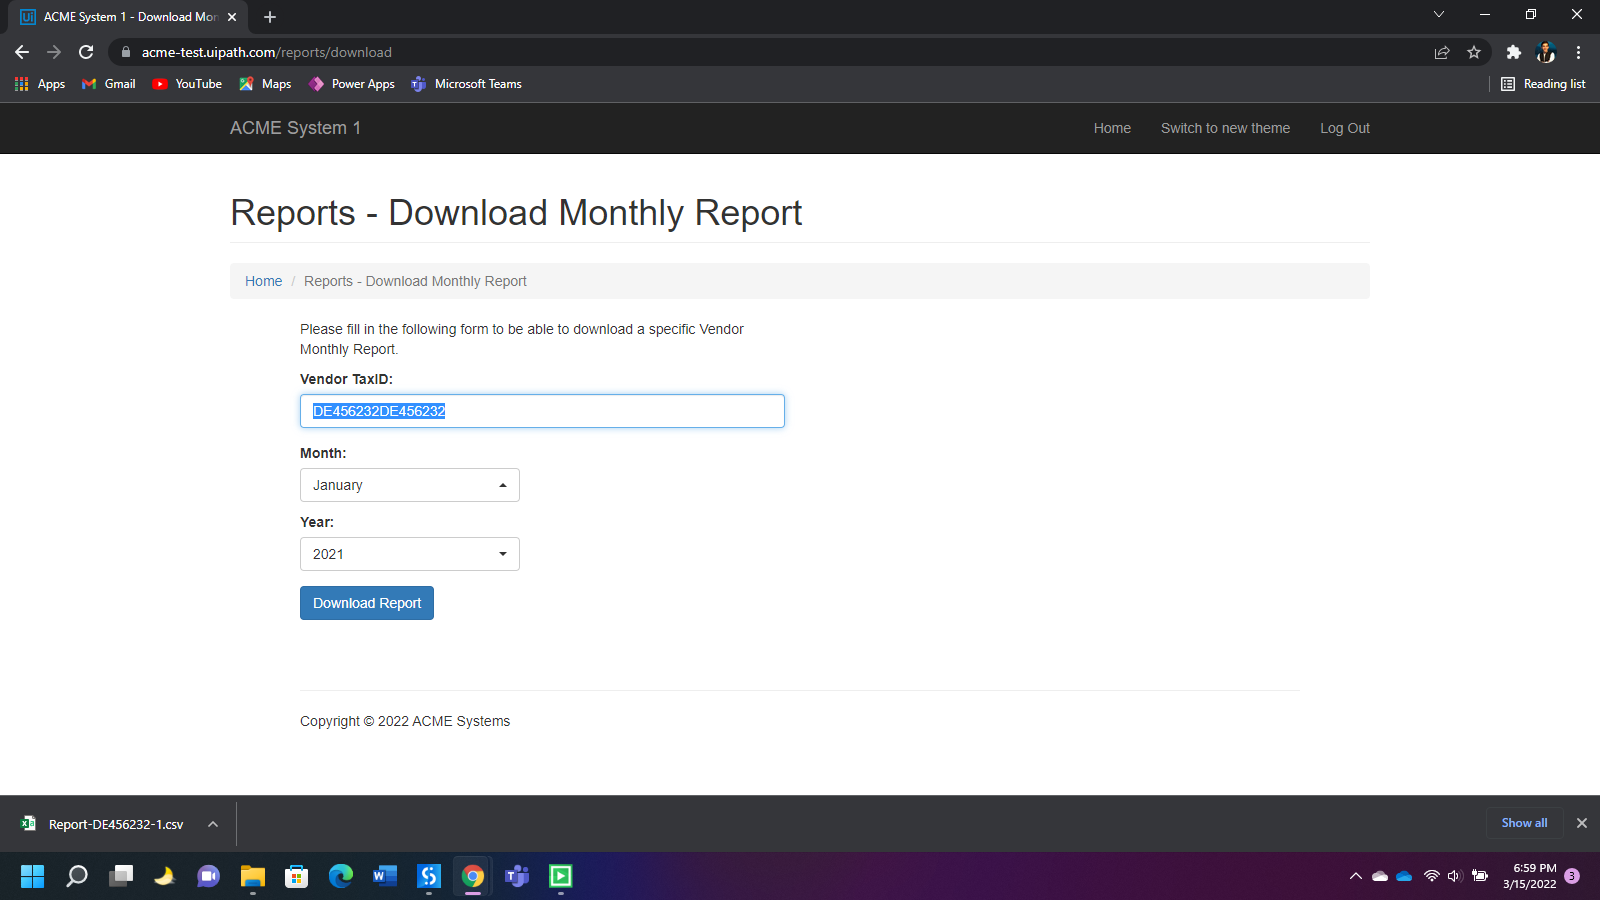 ACME System 1 - Download Mon
acme-test.uipath.com/reports/download
Apps
Gmail
YouTube
Maps
Power Apps
Microsoft Teams
Reading list
ACME System 1
Home
Switch to new theme
Log Out
Reports - Download Monthly Report
Home / Reports - Download Monthly Report
Please fill in the following form to be able to download a specific Vendor
Monthly Report.
Vendor TaxID:
DE456232DE456232
Month:
January
Year:
2021
Download Report
Copyright © 2022 ACME Systems
Report-DE456232-1.csv
Show all
6:59 PM
3/15/2022
3